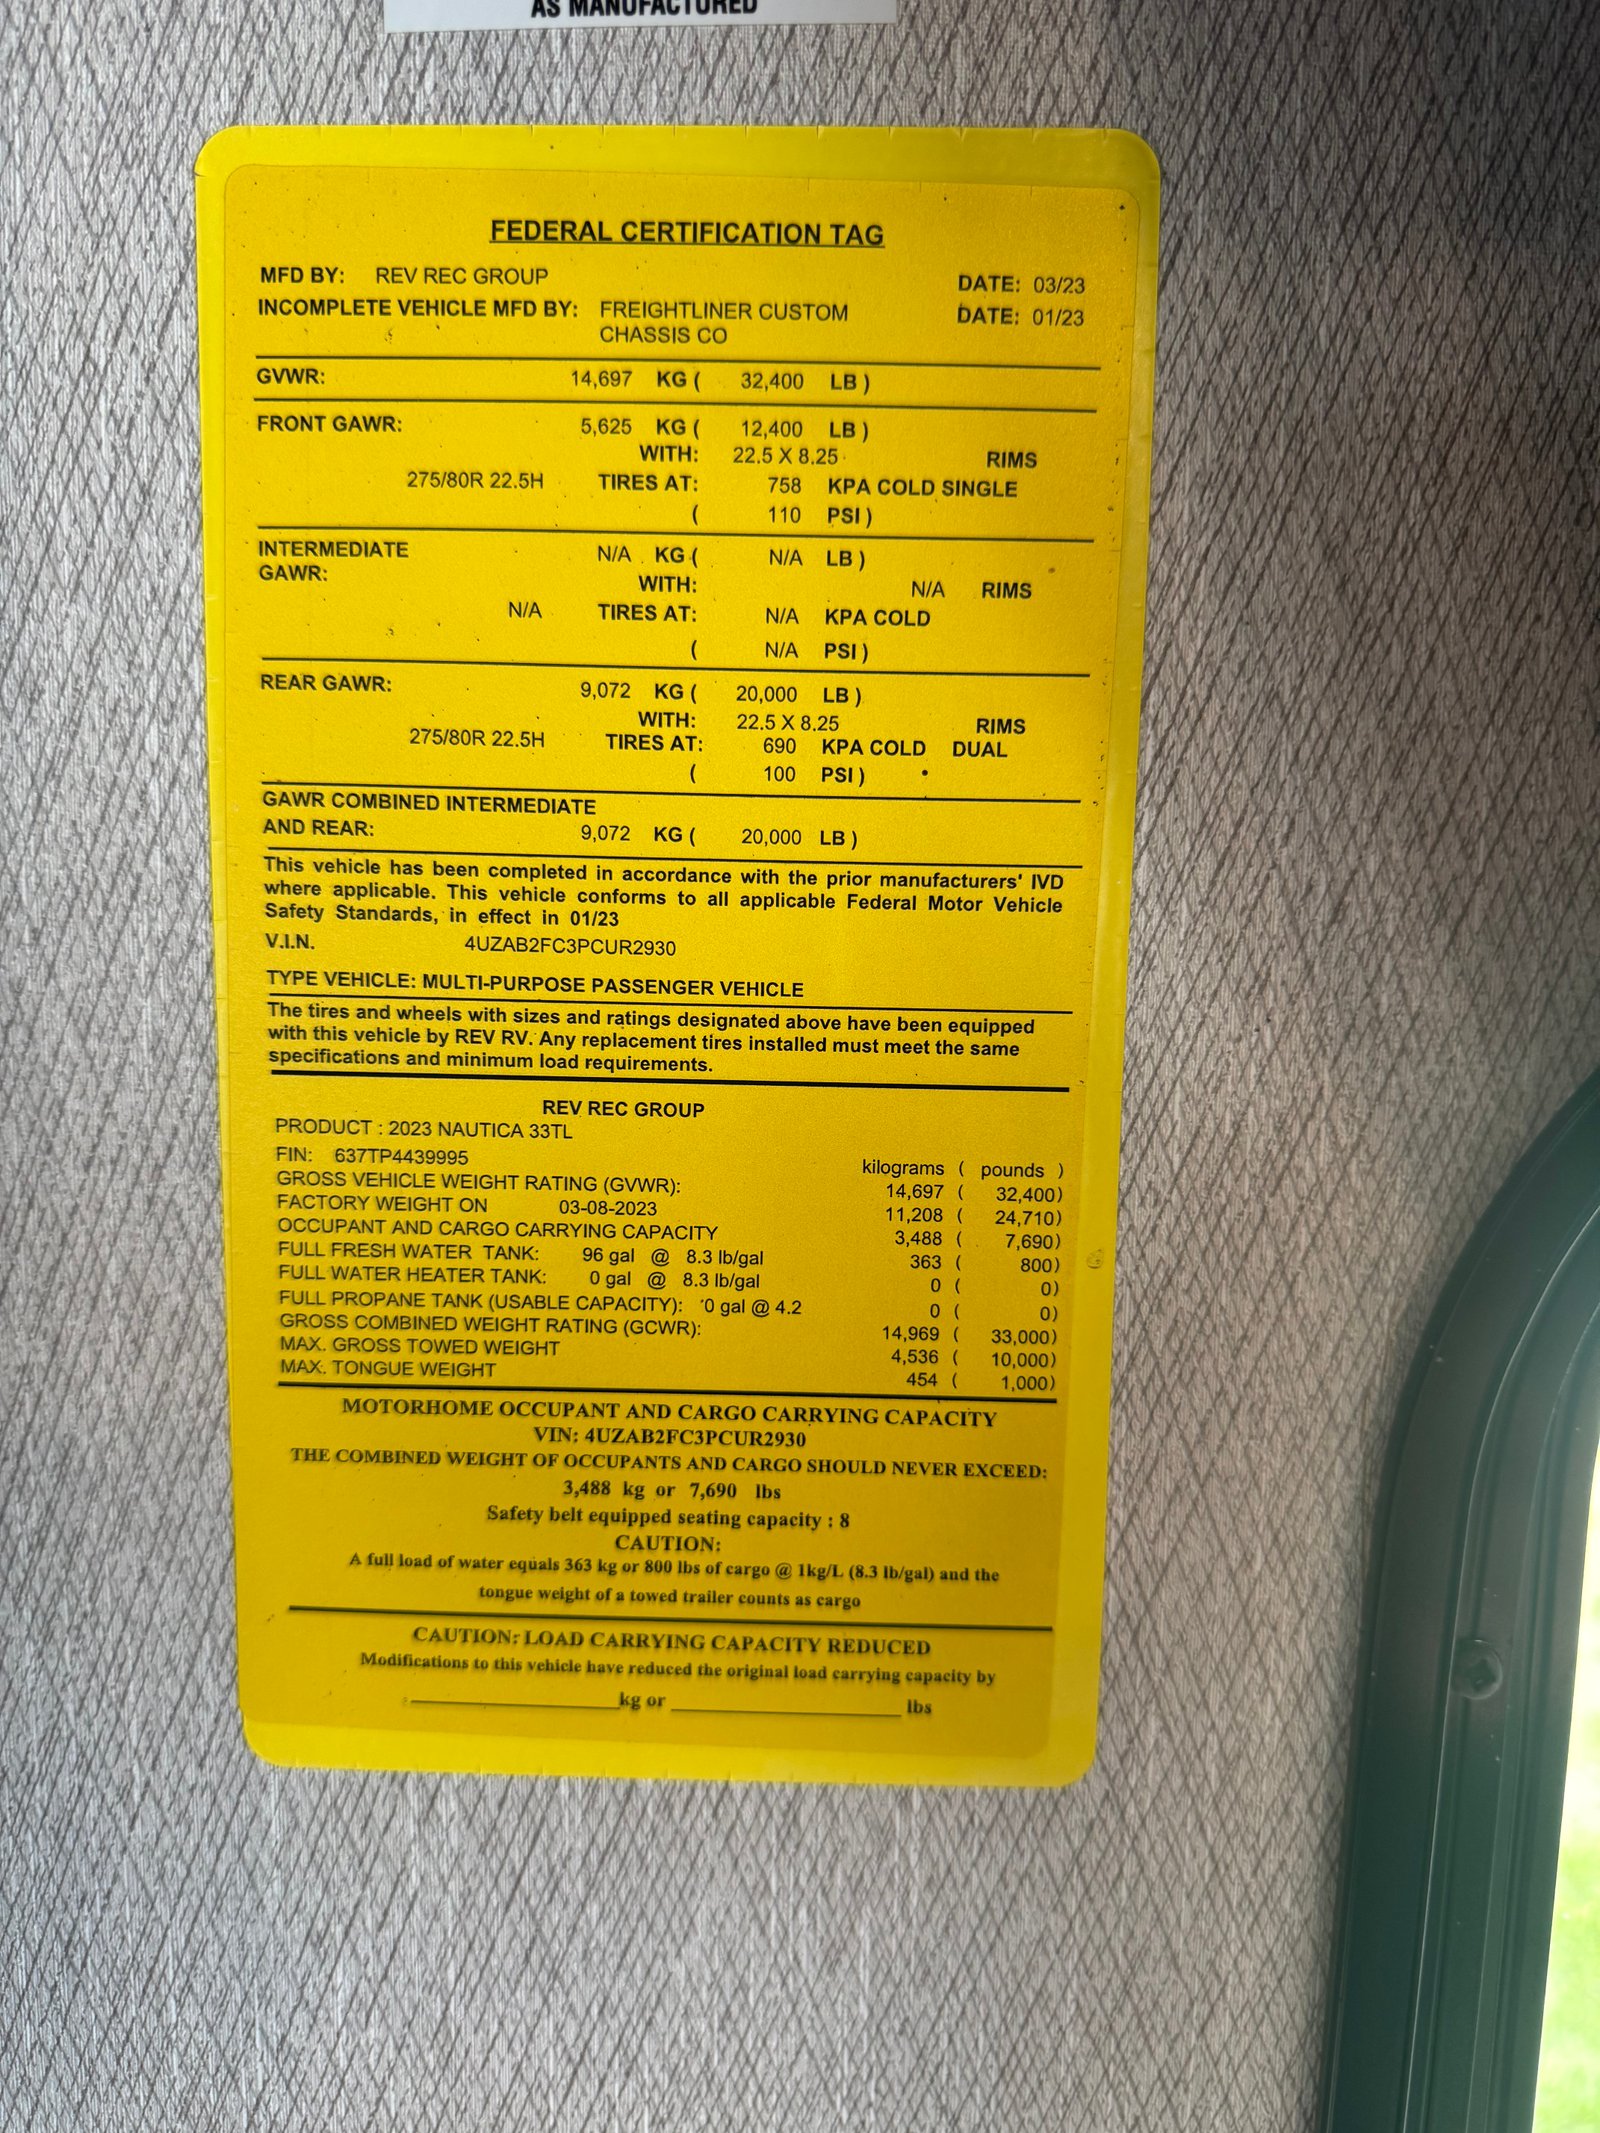 AS MANUFACTURED
FEDERAL CERTIFICATION TAG
MFD BY: REV REC GROUP DATE: 03/23
INCOMPLETE VEHICLE MFD BY: FREIGHTLINER CUSTOM DATE: 01/23
CHASSIS CO
GVWR: 14,697 KG ( 32,400 LB )
FRONT GAWR: 5,625 KG ( 12,400 LB )
WITH: 22.5 X 8.25 RIMS
275/80R 22.5H TIRES AT: 758 KPA COLD SINGLE
( 110 PSI )
INTERMEDIATE N/A KG ( N/A LB )
GAWR: WITH: N/A RIMS
N/A TIRES AT: N/A KPA COLD
( N/A PSI )
REAR GAWR: 9,072 KG ( 20,000 LB )
WITH: 22.5 X 8.25 RIMS
275/80R 22.5H TIRES AT: 690 KPA COLD DUAL
( 100 PSI )
GAWR COMBINED INTERMEDIATE
AND REAR: 9,072 KG ( 20,000 LB )
This vehicle has been completed in accordance with the prior manufacturers' IVD
where applicable. This vehicle conforms to all applicable Federal Motor Vehicle
Safety Standards, in effect in 01/23
V.I.N. 4UZAB2FC3PCUR2930
TYPE VEHICLE: MULTI-PURPOSE PASSENGER VEHICLE
The tires and wheels with sizes and ratings designated above have been equipped
with this vehicle by REV RV. Any replacement tires installed must meet the same
specifications and minimum load requirements.
REV REC GROUP
PRODUCT : 2023 NAUTICA 33TL
FIN: 637TP4439995 kilograms ( pounds )
GROSS VEHICLE WEIGHT RATING (GVWR): 14,697 ( 32,400)
FACTORY WEIGHT ON 03-08-2023 11,208 ( 24,710)
OCCUPANT AND CARGO CARRYING CAPACITY 3,488 ( 7,690)
FULL FRESH WATER TANK: 96 gal @ 8.3 lb/gal 363 ( 800)
FULL WATER HEATER TANK: 0 gal @ 8.3 lb/gal 0 ( 0)
FULL PROPANE TANK (USABLE CAPACITY): 0 gal @ 4.2 0 ( 0)
GROSS COMBINED WEIGHT RATING (GCWR): 14,969 ( 33,000)
MAX. GROSS TOWED WEIGHT 4,536 ( 10,000)
MAX. TONGUE WEIGHT 454 ( 1,000)
MOTORHOME OCCUPANT AND CARGO CARRYING CAPACITY
VIN: 4UZAB2FC3PCUR2930
THE COMBINED WEIGHT OF OCCUPANTS AND CARGO SHOULD NEVER EXCEED:
3,488 kg or 7,690 lbs
Safety belt equipped seating capacity : 8
CAUTION:
A full load of water equals 363 kg or 800 lbs of cargo @ 1kg/L (8.3 lb/gal) and the
tongue weight of a towed trailer counts as cargo
CAUTION: LOAD CARRYING CAPACITY REDUCED
Modifications to this vehicle have reduced the original load carrying capacity by
____________kg or ____________ lbs